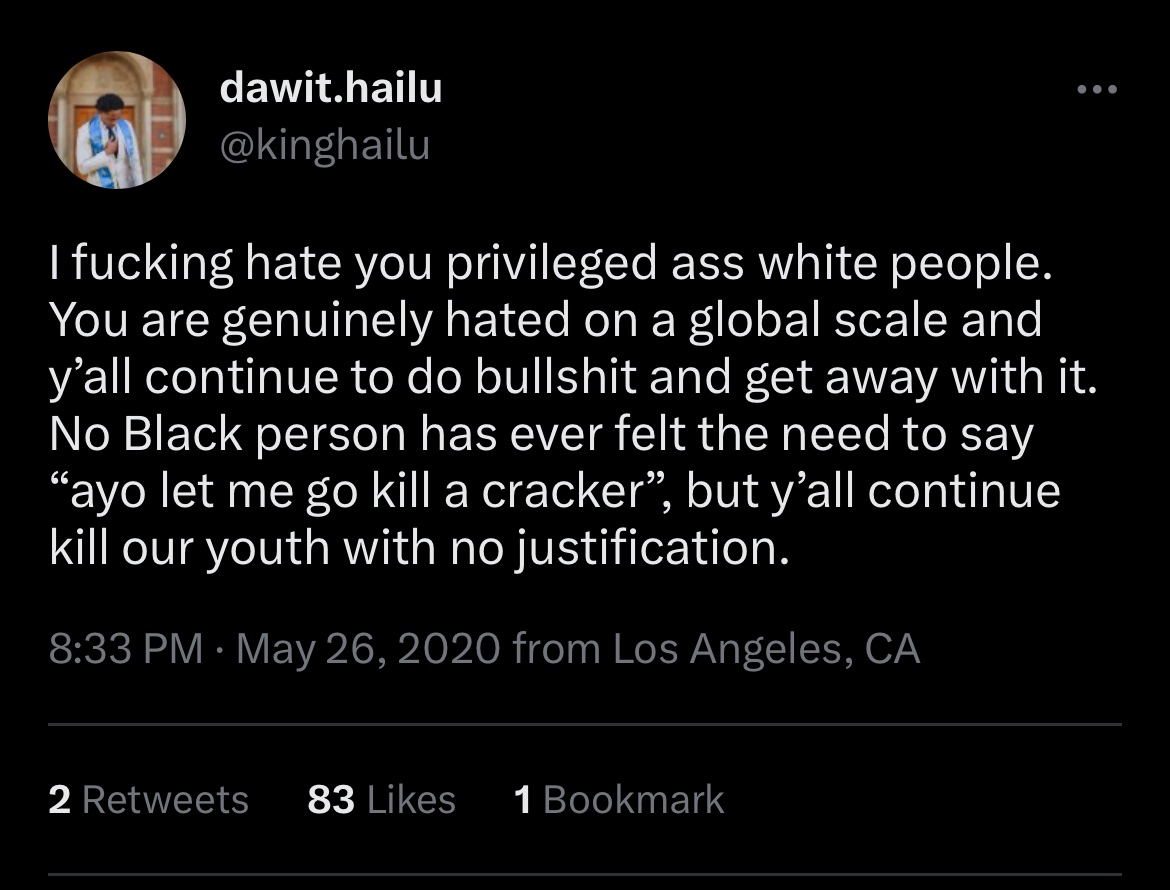 dawit.hailu
@kinghailu
I fucking hate you privileged ass white people.
You are genuinely hated on a global scale and
y’all continue to do bullshit and get away with it.
No Black person has ever felt the need to say
“ayo let me go kill a cracker”, but y’all continue
kill our youth with no justification.
8:33 PM · May 26, 2020 from Los Angeles, CA
2 Retweets 83 Likes 1 Bookmark